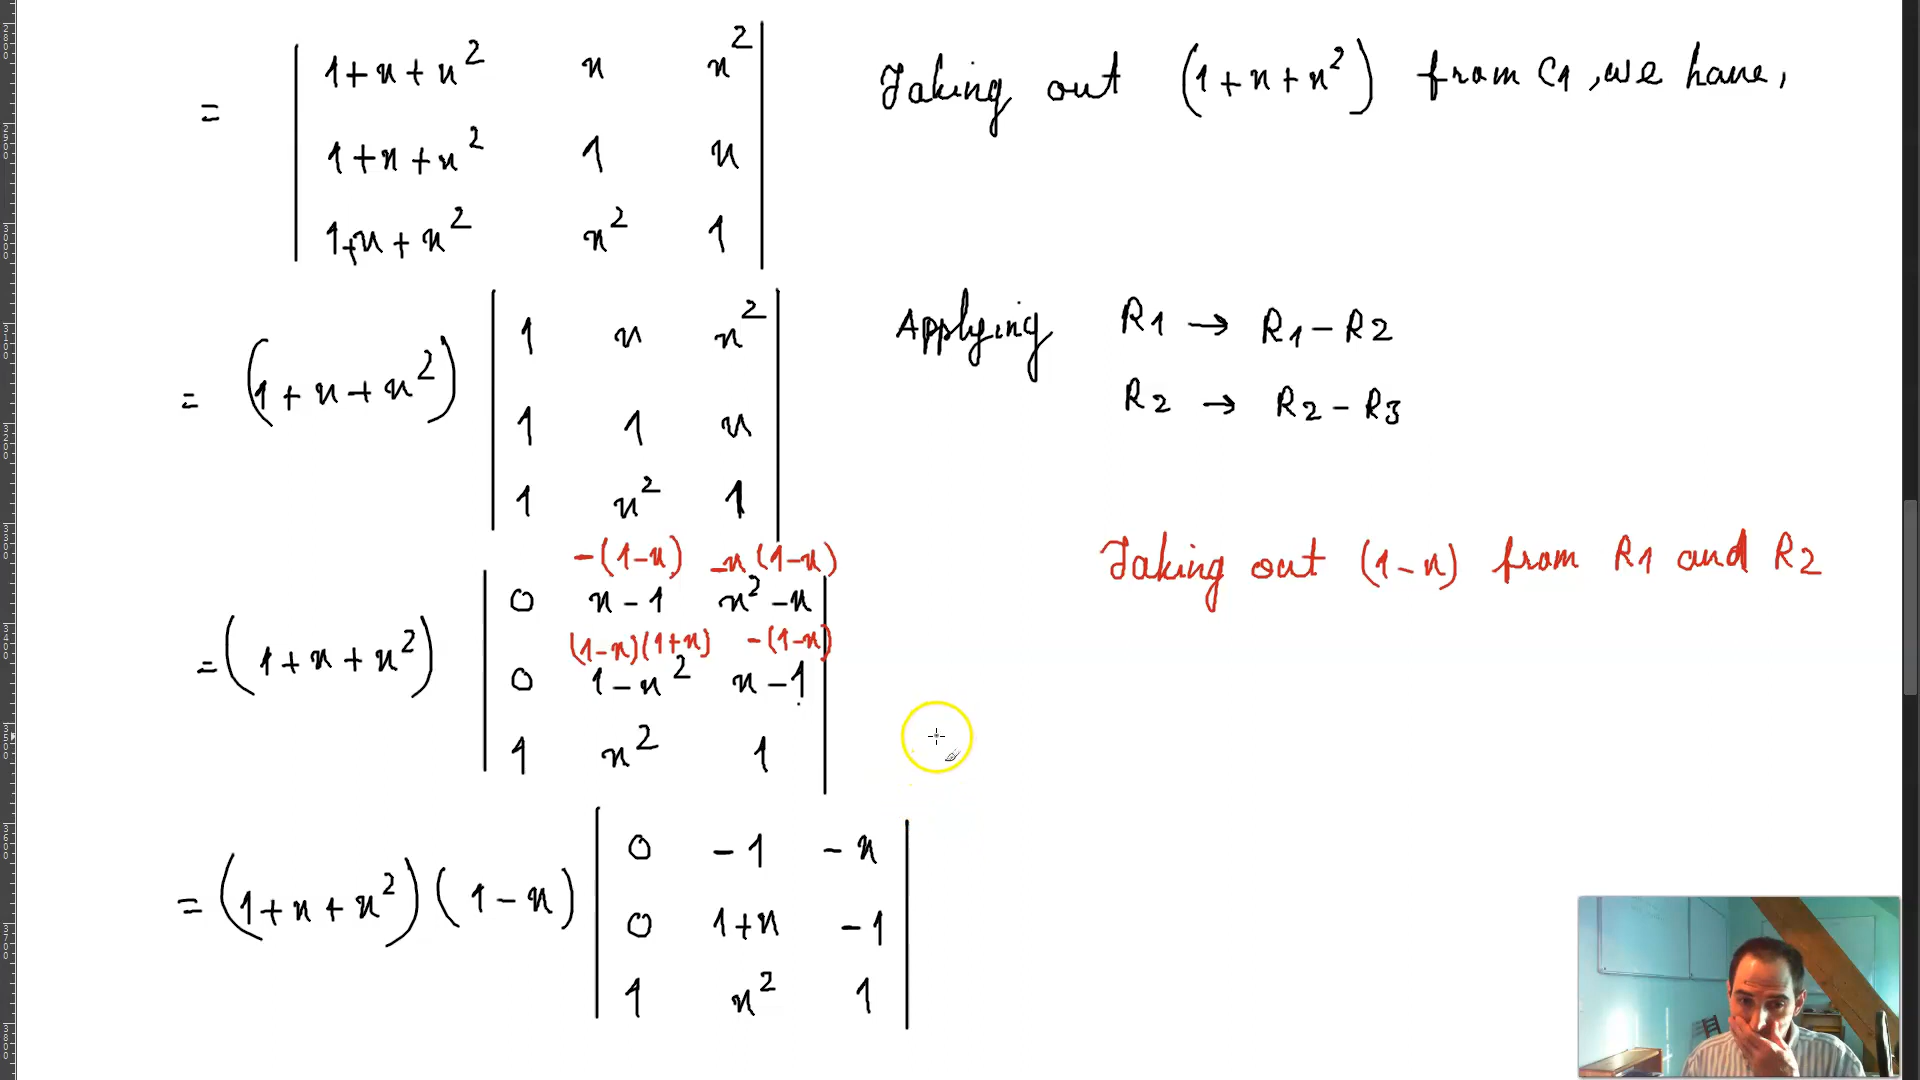 = | 1+x+x² x x² | Taking out (1+x+x²) from C1, we have,
| 1+x+x² 1 x |
| 1+x+x² x² 1 |
= (1+x+x²) | 1 x x² | Applying R1 → R1-R2
| 1 1 x | R2 → R2-R3
| 1 x² 1 |
-(1-x) -x(1-x) Taking out (1-x) from R1 and R2
| 0 x-1 x²-x |
(1-x)(1+x) -(1-x)
= (1+x+x²) | 0 1-x² x-1 |
| 1 x² 1 |
| 0 -1 -x |
= (1+x+x²)(1-x) | 0 1+x -1 |
| 1 x² 1 |